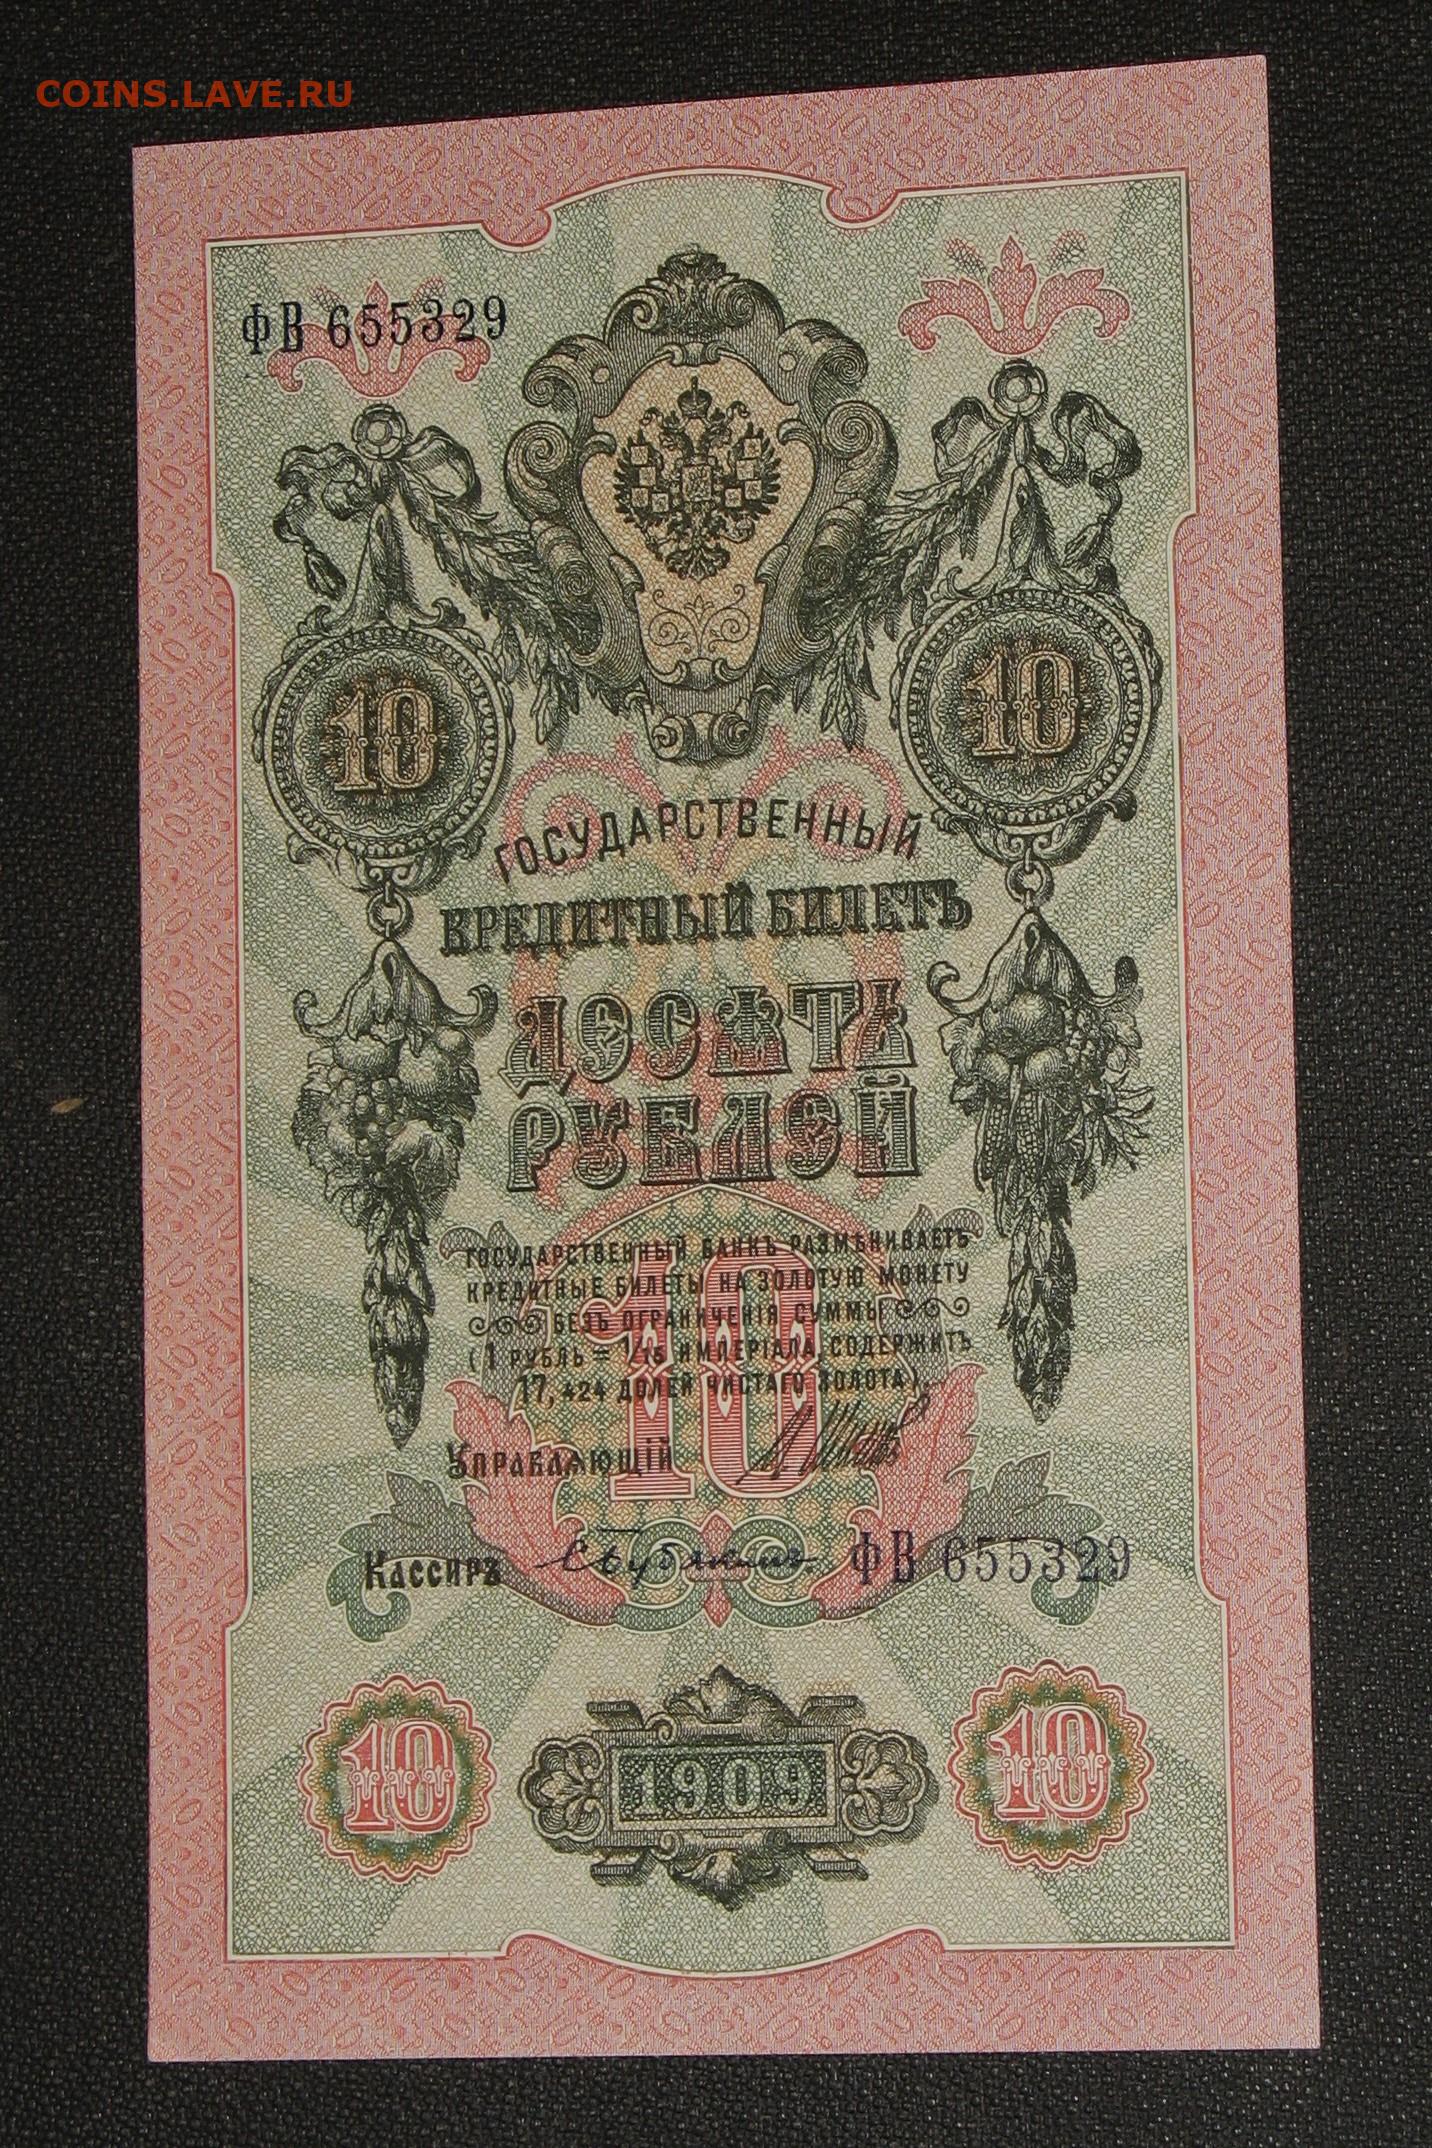 COINS.LAVE.RU
ФВ 655329
10
10
ГОСУДАРСТВЕННЫЙ
КРЕДИТНЫЙ БИЛЕТЪ
ДЕСЯТЬ
РУБЛЕЙ
ГОСУДАРСТВЕННЫЙ БАНКЪ РАЗМѢНИВАЕТЪ
КРЕДИТНЫЕ БИЛЕТЫ НА ЗОЛОТУЮ МОНЕТУ
БЕЗЪ ОГРАНИЧЕНІЯ СУММЫ
(1 РУБЛЬ = 1/15 ИМПЕРІАЛА, СОДЕРЖИТЪ
17,424 ДОЛЕЙ ЧИСТАГО ЗОЛОТА).
10
УПРАВЛЯЮЩІЙ
КАССИРЪ
ФВ 655329
10
1909
10